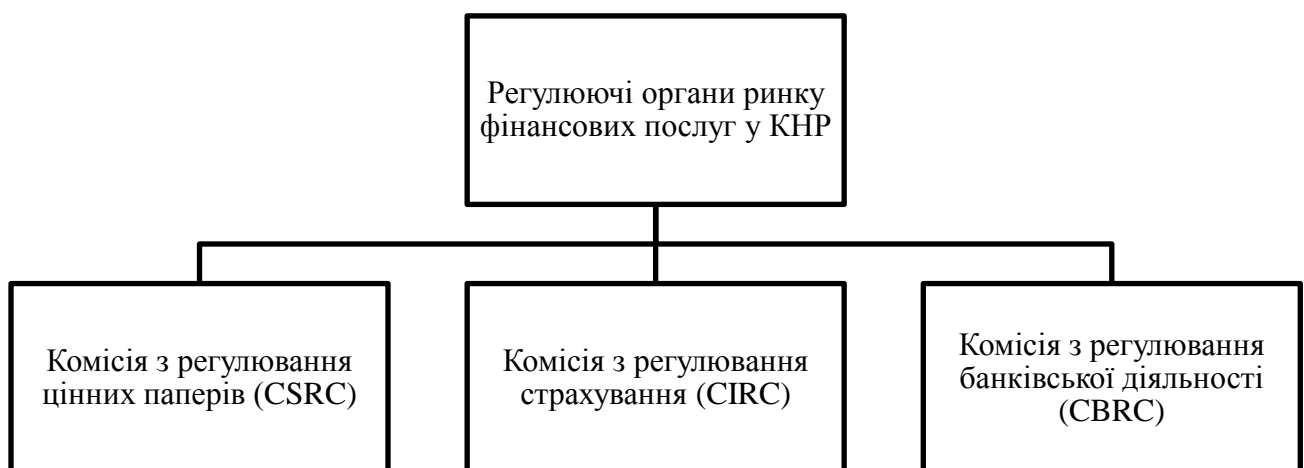 Регулюючі органи ринку
фінансових послуг у КНР
Комісія з регулювання
цінних паперів (CSRC)
Комісія з регулювання
страхування (CIRC)
Комісія з регулювання
банківської діяльності
(CBRC)